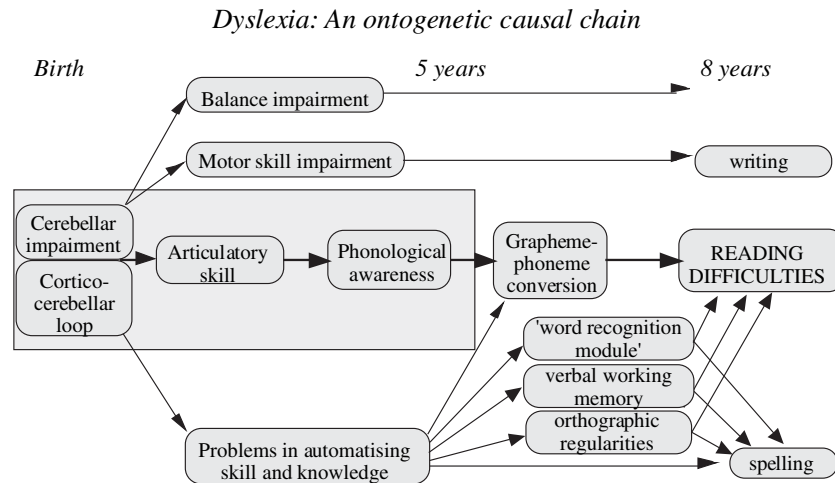 Dyslexia: An ontogenetic causal chain
Birth
5 years
8 years
Balance impairment
Motor skill impairment
writing
Cerebellar
impairment
Cortico-
cerebellar
loop
Articulatory
skill
Phonological
awareness
Grapheme-
phoneme
conversion
READING
DIFFICULTIES
'word recognition
module'
verbal working
memory
orthographic
regularities
Problems in automatising
skill and knowledge
spelling